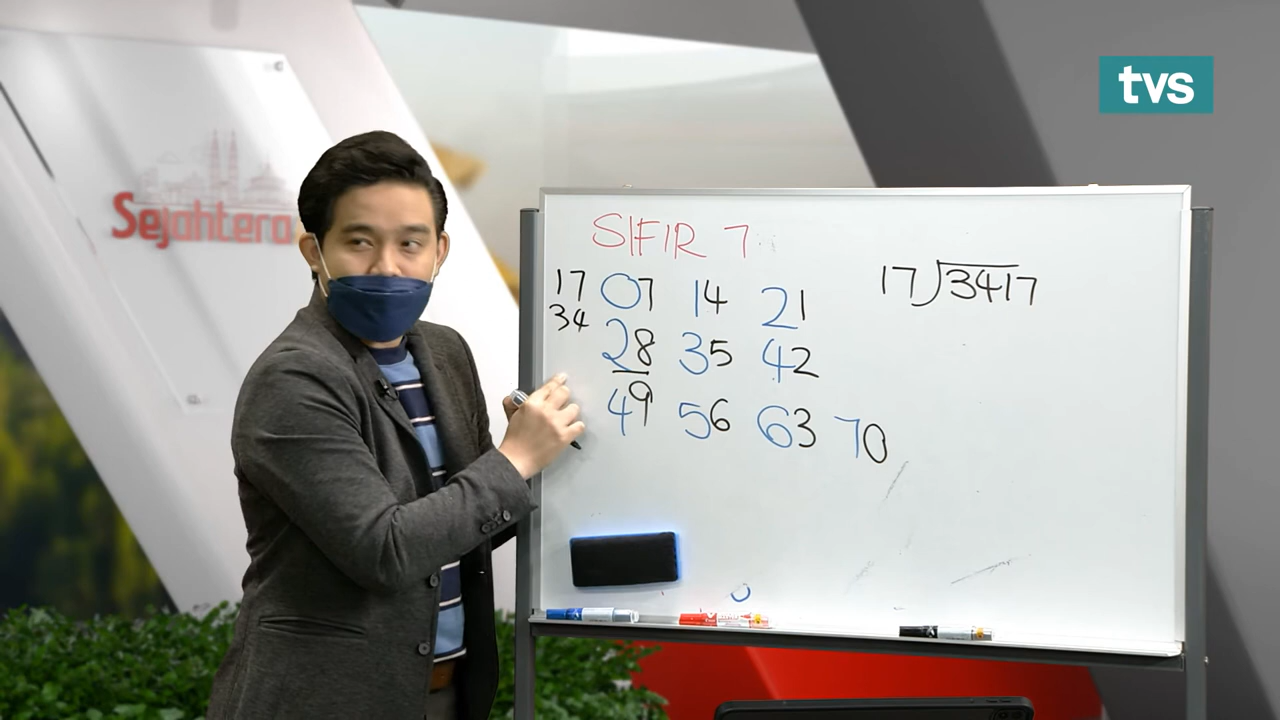 tvs
Sejahtera
SIFIR 7
17 07 14 21
34 28 35 42
49 56 63 70
17)3417